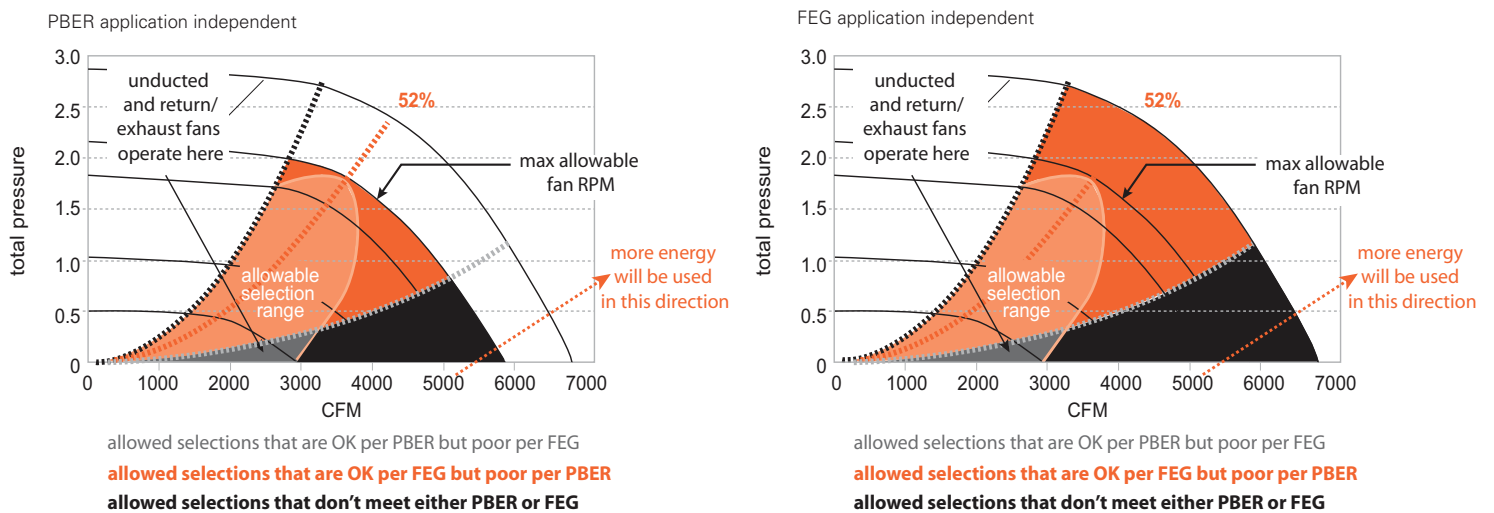 PBER application independent
3.0
2.5
2.0
1.5
1.0
0.5
0
total pressure
unducted
and return/
exhaust fans
operate here
52%
max allowable
fan RPM
allowable
selection
range
more energy
will be used
in this direction
0 1000 2000 3000 4000 5000 6000 7000
CFM
allowed selections that are OK per PBER but poor per FEG
allowed selections that are OK per FEG but poor per PBER
allowed selections that don't meet either PBER or FEG
FEG application independent
3.0
2.5
2.0
1.5
1.0
0.5
0
total pressure
unducted
and return/
exhaust fans
operate here
52%
max allowable
fan RPM
allowable
selection
range
more energy
will be used
in this direction
0 1000 2000 3000 4000 5000 6000 7000
CFM
allowed selections that are OK per PBER but poor per FEG
allowed selections that are OK per FEG but poor per PBER
allowed selections that don't meet either PBER or FEG